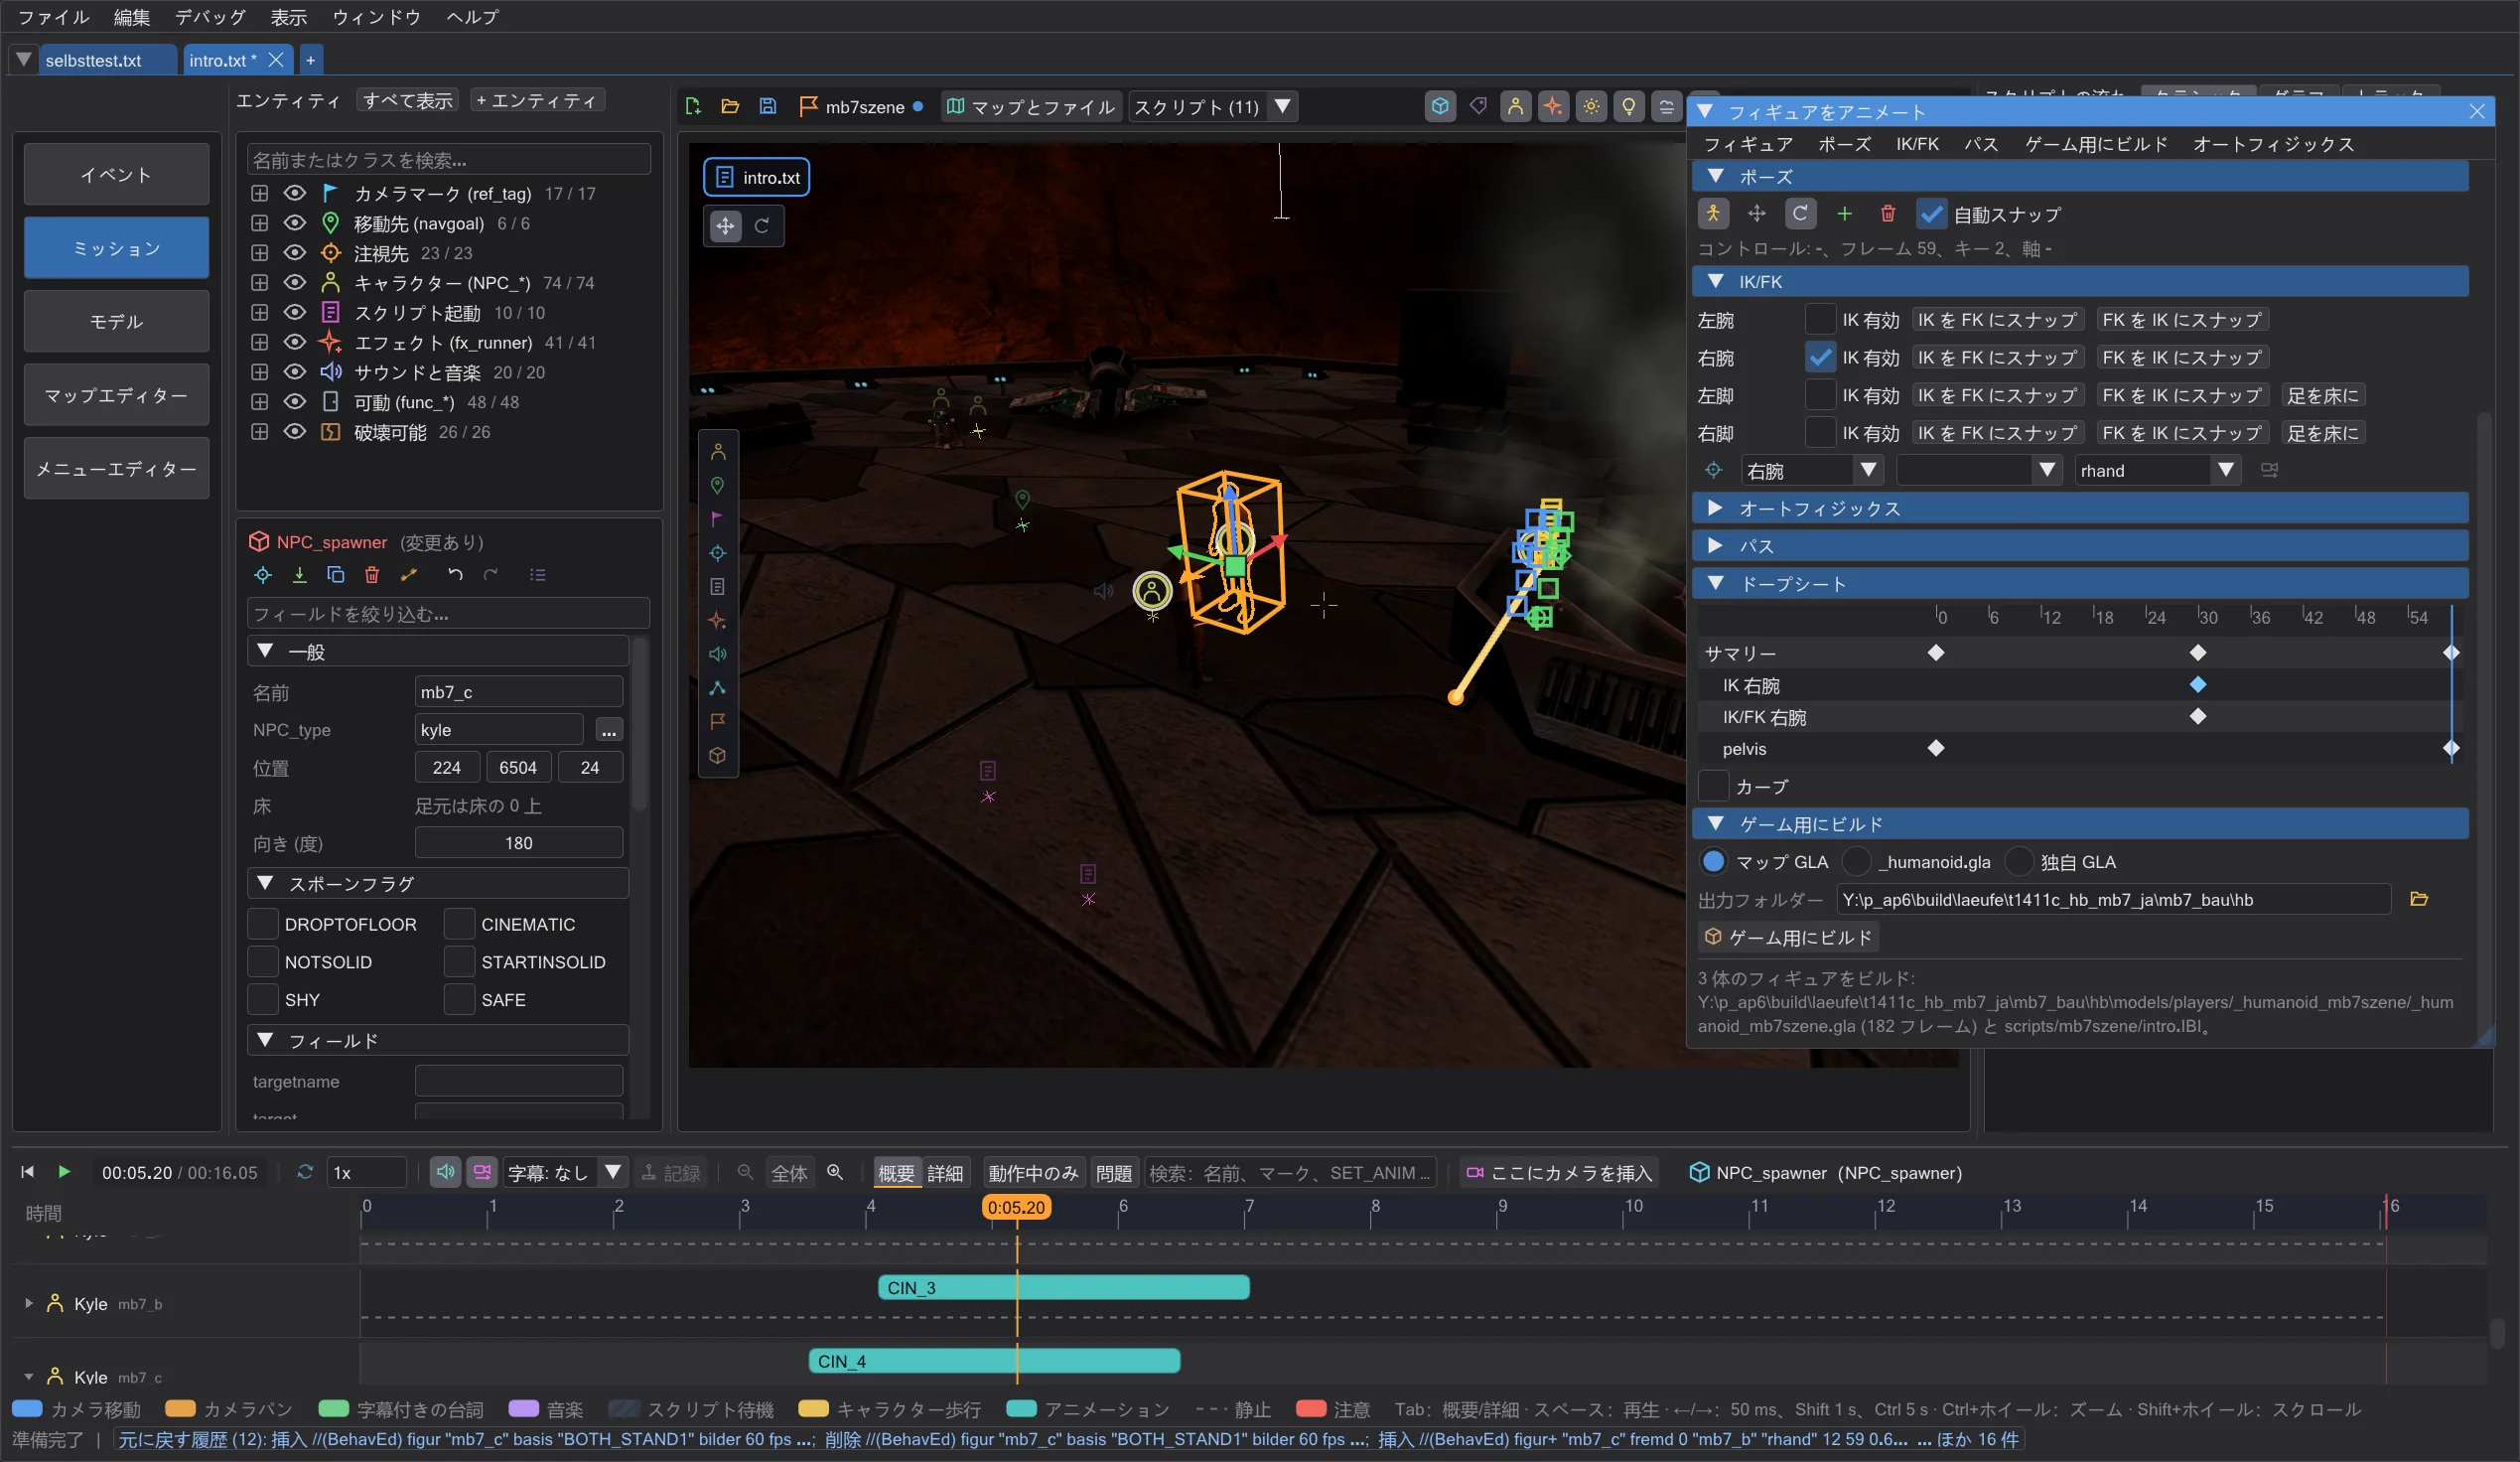 ファイル 編集 デバッグ 表示 ウィンドウ ヘルプ
selbsttest.txt intro.txt * +
エンティティ すべて表示 + エンティティ
mb7szene マップとファイル スクリプト (11)
イベント
ミッション
モデル
マップエディター
メニューエディター
名前またはクラスを検索...
カメラマーク (ref_tag) 17 / 17
移動先 (navgoal) 6 / 6
注視先 23 / 23
キャラクター (NPC_*) 74 / 74
スクリプト起動 10 / 10
エフェクト (fx_runner) 41 / 41
サウンドと音楽 20 / 20
可動 (func_*) 48 / 48
破壊可能 26 / 26
NPC_spawner (変更あり)
フィールドを絞り込む...
一般
名前 mb7_c
NPC_type kyle ...
位置 224 6504 24
床 足元は床の 0 上
向き (度) 180
スポーンフラグ
DROPTOFLOOR CINEMATIC
NOTSOLID STARTINSOLID
SHY SAFE
フィールド
targetname
intro.txt
フィギュアをアニメート
フィギュア ポーズ IK/FK パス ゲーム用にビルド オートフィジックス
ポーズ
自動スナップ
コントロール: -、フレーム 59、キー 2、軸 -
IK/FK
左腕 IK 有効 IK を FK にスナップ FK を IK にスナップ
右腕 IK 有効 IK を FK にスナップ FK を IK にスナップ
左脚 IK 有効 IK を FK にスナップ FK を IK にスナップ 足を床に
右脚 IK 有効 IK を FK にスナップ FK を IK にスナップ 足を床に
右腕 rhand
オートフィジックス
パス
ドープシート
0 6 12 18 24 30 36 42 48 54
サマリー
IK 右腕
IK/FK 右腕
pelvis
カーブ
ゲーム用にビルド
マップ GLA _humanoid.gla 独自 GLA
出力フォルダー Y:\p_ap6\build\laeufe\t1411c_hb_mb7_ja\mb7_bau\hb
ゲーム用にビルド
3 体のフィギュアをビルド:
Y:\p_ap6\build\laeufe\t1411c_hb_mb7_ja\mb7_bau\hb\models/players/_humanoid_mb7szene/_hum
anoid_mb7szene.gla (182 フレーム) と scripts/mb7szene/intro.IBI。
00:05.20 / 00:16.05 1x 字幕: なし 記録 全体 概要 詳細 動作中のみ 問題 検索: 名前、マーク、SET_ANIM ... ここにカメラを挿入 NPC_spawner (NPC_spawner)
時間 0 1 2 3 4 0:05.20 6 7 8 9 10 11 12 13 14 15 16
CIN_3
Kyle mb7_b
CIN_4
Kyle mb7_c
カメラ移動 カメラパン 字幕付きの台詞 音楽 スクリプト待機 キャラクター歩行 アニメーション 静止 注意 Tab: 概要/詳細 · スペース: 再生 · ←/→: 50 ms、Shift 1 s、Ctrl 5 s · Ctrl+ホイール: ズーム · Shift+ホイール: スクロール
準備完了 | 元に戻す履歴 (12): 挿入 //(BehavEd) figur "mb7_c" basis "BOTH_STAND1" bilder 60 fps ...; 削除 //(BehavEd) figur "mb7_c" basis "BOTH_STAND1" bilder 60 fps ...; 挿入 //(BehavEd) figur+ "mb7_c" fremd 0 "mb7_b" "rhand" 12 59 0.6... ... ほか 16 件